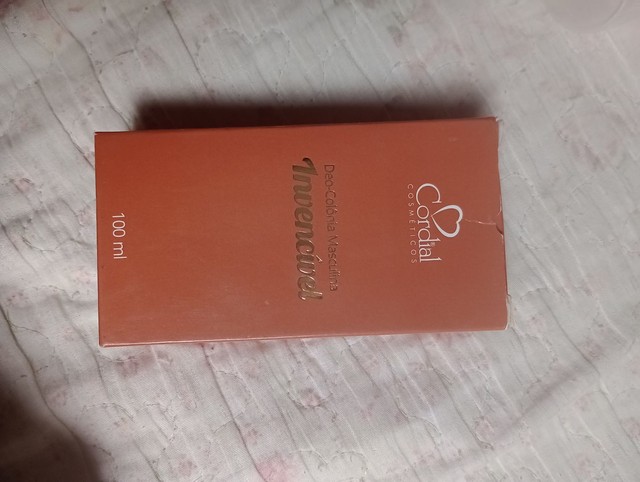 Cordial
COSMÉTICOS
Deo-Colônia Masculina
Invencível
100 ml